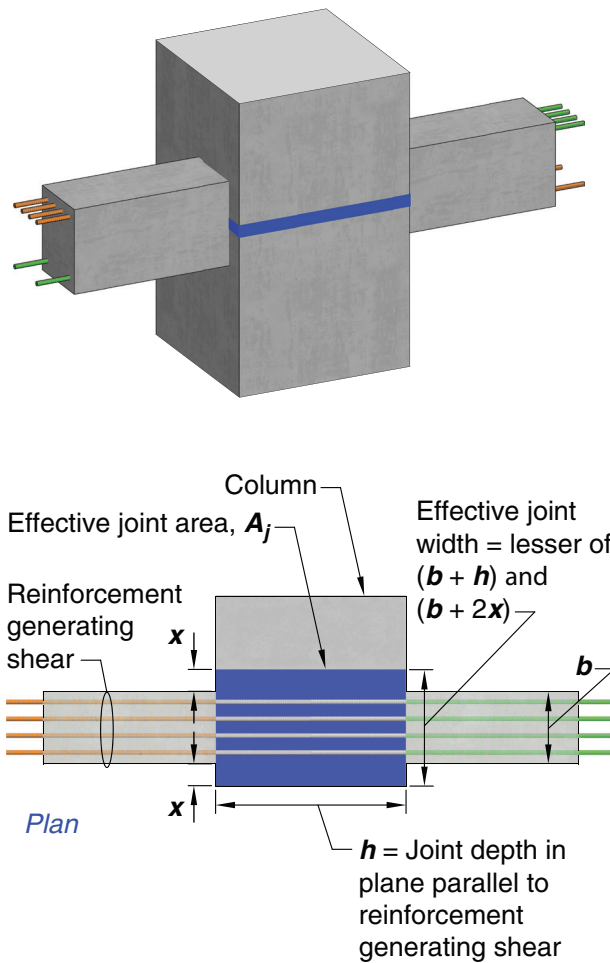 Column
Effective joint area, A_j
Effective joint
width = lesser of
(b + h) and
(b + 2x)
Reinforcement
generating
shear
x
b
x
Plan
h = Joint depth in
plane parallel to
reinforcement
generating shear